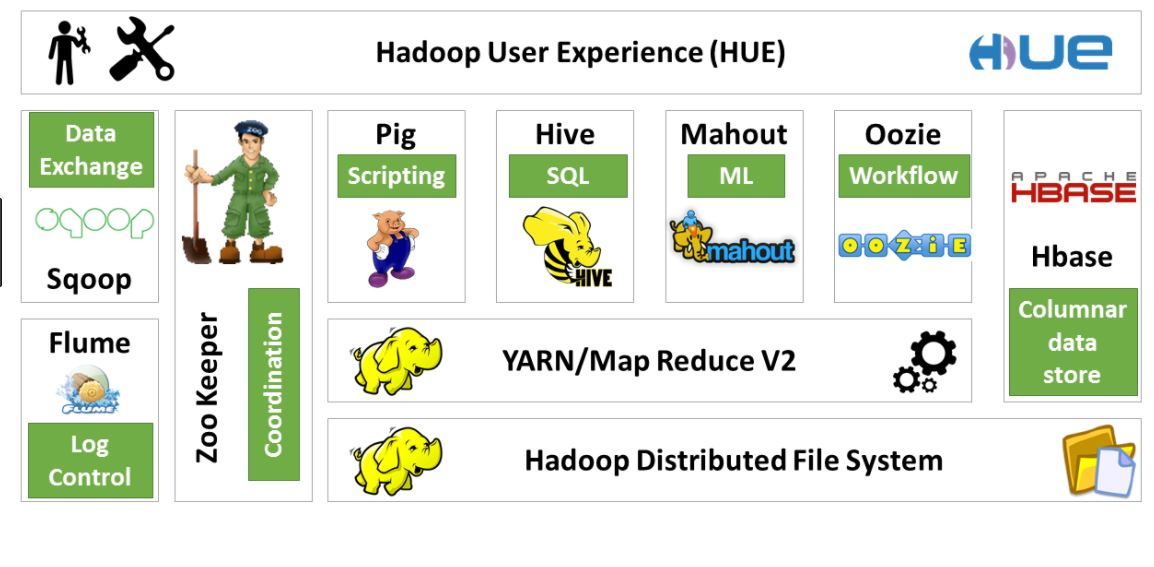 Hadoop User Experience (HUE)
HUE
Data
Exchange
sqoop
Sqoop
Flume
FLUME
Log
Control
ZOO
Zoo Keeper
Coordination
Pig
Scripting
Hive
SQL
HIVE
Mahout
ML
mahout
Oozie
Workflow
OOZIE
APACHE
HBASE
Hbase
Columnar
data
store
YARN/Map Reduce V2
Hadoop Distributed File System